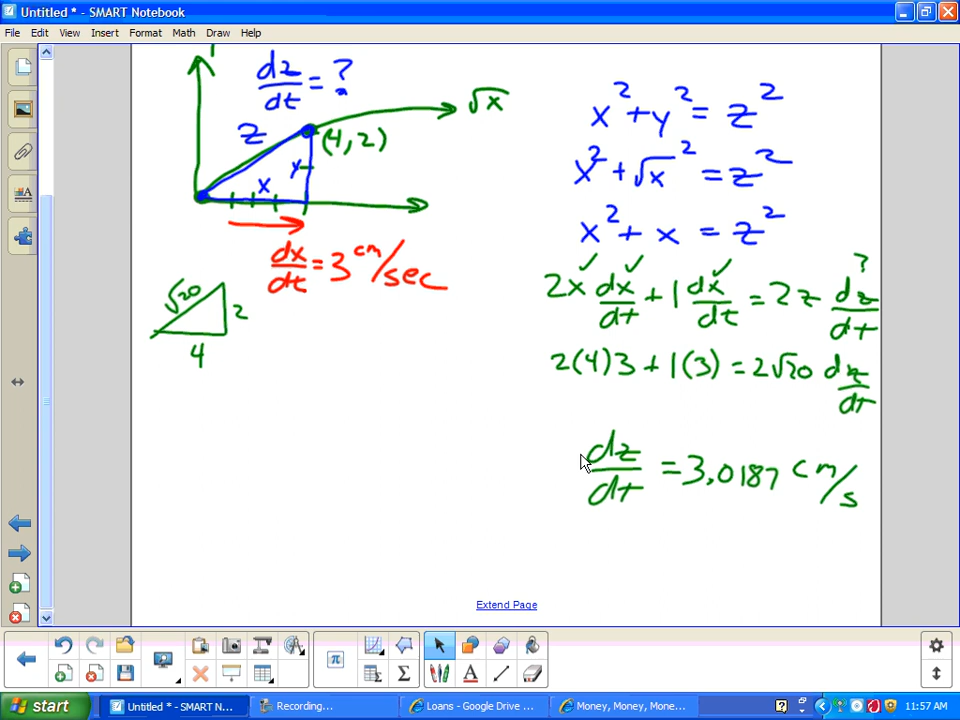 Untitled * - SMART Notebook
File Edit View Insert Format Math Draw Help
dz/dt = ?
√x
z
(4, 2)
y
x
dx/dt = 3 cm/sec
√20
2
4
x² + y² = z²
x² + √x² = z²
x² + x = z²
✓ ✓ ✓ ?
2x dx/dt + 1 dx/dt = 2z dz/dt
2(4)3 + 1(3) = 2√20 dz/dt
dz/dt = 3.0187 cm/s
Extend Page
start
Untitled * - SMART N...
Recording...
Loans - Google Drive ...
Money, Money, Mone...
11:57 AM